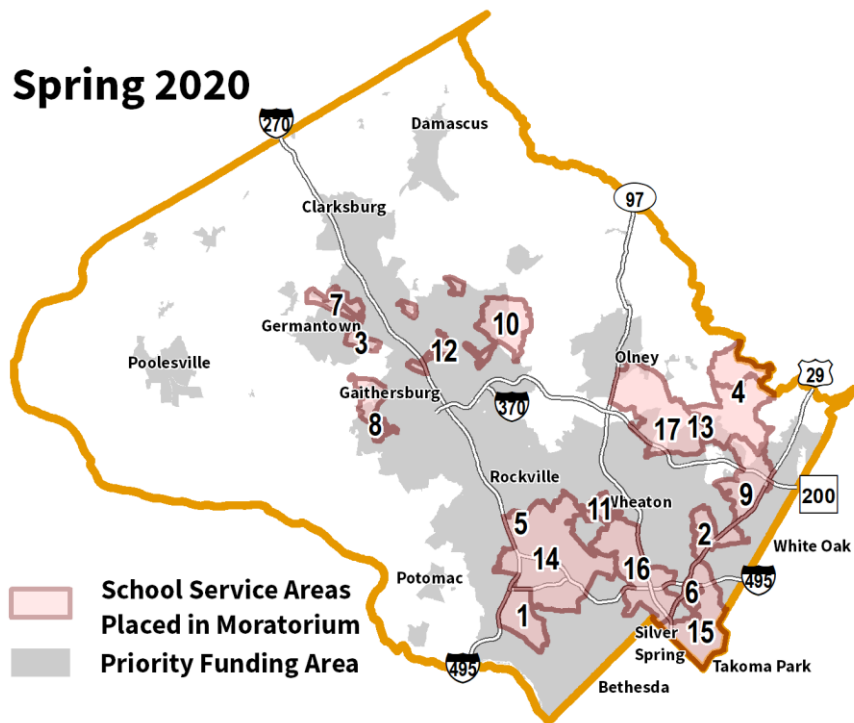 Spring 2020
270
Damascus
97
Clarksburg
7
Germantown
3
10
12
Poolesville
Olney
29
4
Gaithersburg
370
8
17
13
Rockville
9
200
11
Wheaton
5
2
White Oak
14
16
Potomac
495
6
1
15
Silver
Spring
Takoma Park
495
Bethesda
School Service Areas
Placed in Moratorium
Priority Funding Area